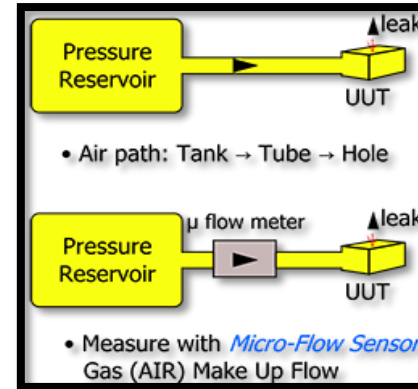 Pressure
Reservoir
leak
UUT
• Air path: Tank → Tube → Hole
μ flow meter
leak
Pressure
Reservoir
UUT
• Measure with Micro-Flow Sensor
Gas (AIR) Make Up Flow